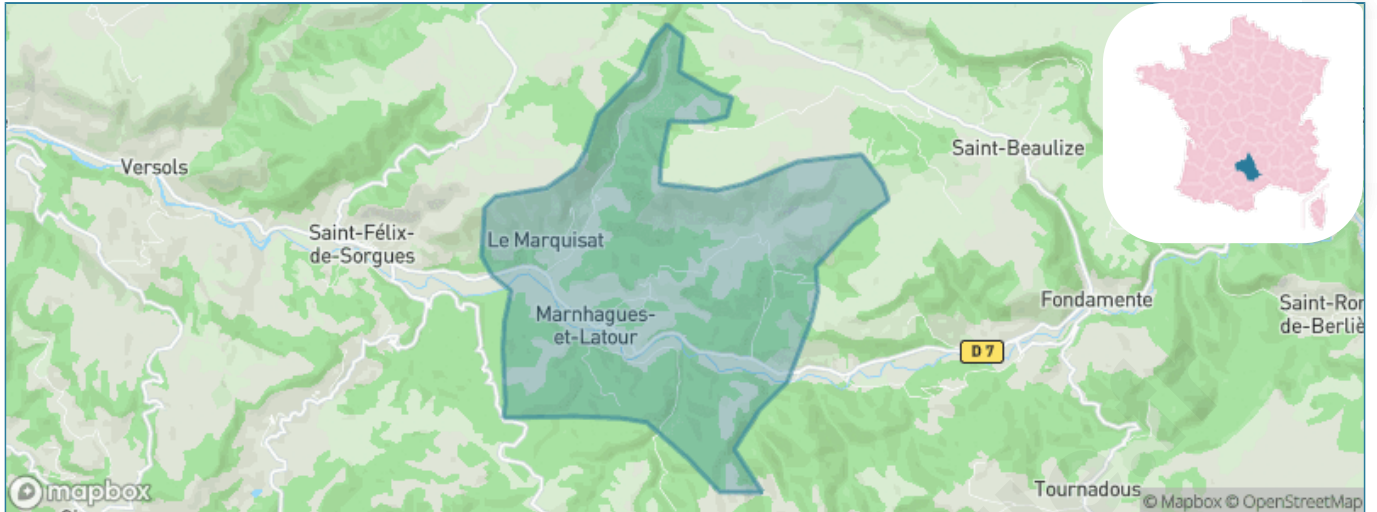 Saint-Beaulize
Versols
Saint-Félix-
de-Sorgues
Le Marquisat
Fondamente
Marnhagues-
et-Latour
D 7
Tournadous
mapbox
© Mapbox © OpenStreetMap